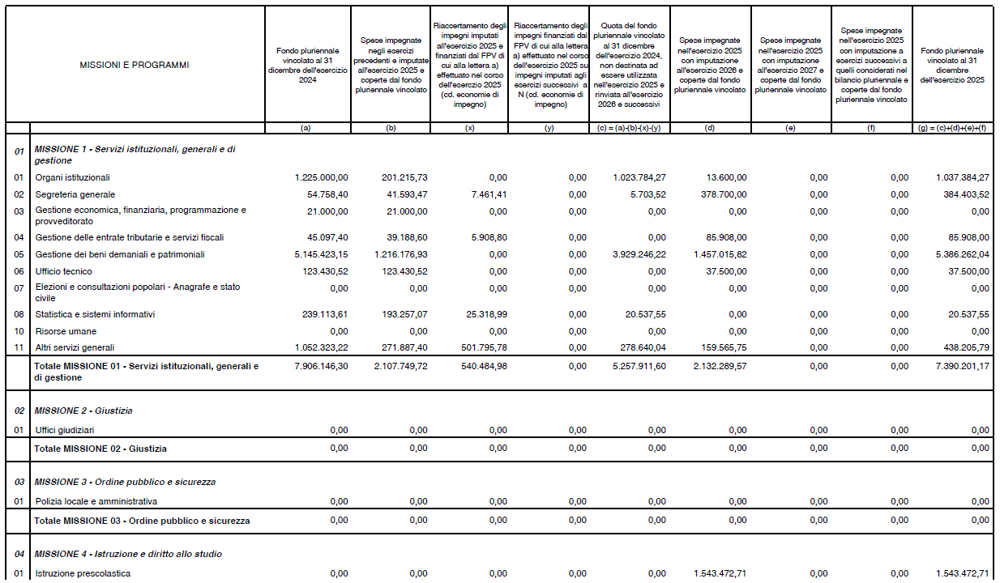 MISSIONI E PROGRAMMI
Fondo pluriennale
vincolato al 31
dicembre dell'esercizio
2024
Spese impegnate
negli esercizi
precedenti e imputate
all'esercizio 2025 e
coperte dal fondo
pluriennale vincolato
Riaccertamento degli
impegni imputati
all'esercizio 2025 e
finanziati dal FPV di
cui alla lettera a)
effettuato nel corso
dell'eserczio 2025
(cd. economie di
impegno)
Riaccertamento degli
impegni finanziati dal
FPV di cui alla lettera
a) effettuato nel corso
dell'esercizio 2025 su
impegni imputati agli
esercizi successivi a
N (cd. economie di
impegno)
Quota del fondo
pluriennale vincolato
al 31 dicembre
dell'esercizio 2024,
non destinata ad
essere utilizzata
nell'esercizio 2025 e
rinviata all'esercizio
2026 e successivi
Spese impegnate
nell'esercizio 2025
con imputazione
all'esercizio 2026 e
coperte dal fondo
pluriennale vincolato
Spese impegnate
nell'esercizio 2025
con imputazione
all'esercizio 2027 e
coperte dal fondo
pluriennale vincolato
Spese impegnate
nell'esercizio 2025
con imputazione a
esercizi successivi a
quelli considerati nel
bilancio pluriennale e
coperte dal fondo
pluriennale vincolato
Fondo pluriennale
vincolato al 31
dicembre
dell'esercizio 2025
(a) (b) (x) (y) (c) = (a)-(b)-(x)-(y) (d) (e) (f) (g) = (c)+(d)+(e)+(f)
01 MISSIONE 1 - Servizi istituzionali, generali e di
gestione
01 Organi istituzionali 1.225.000,00 201.215,73 0,00 0,00 1.023.784,27 13.600,00 0,00 0,00 1.037.384,27
02 Segreteria generale 54.758,40 41.593,47 7.461,41 0,00 5.703,52 378.700,00 0,00 0,00 384.403,52
03 Gestione economica, finanziaria, programmazione e
provveditorato 21.000,00 21.000,00 0,00 0,00 0,00 0,00 0,00 0,00 0,00
04 Gestione delle entrate tributarie e servizi fiscali 45.097,40 39.188,60 5.908,80 0,00 0,00 85.908,00 0,00 0,00 85.908,00
05 Gestione dei beni demaniali e patrimoniali 5.145.423,15 1.216.176,93 0,00 0,00 3.929.246,22 1.457.015,82 0,00 0,00 5.386.262,04
06 Ufficio tecnico 123.430,52 123.430,52 0,00 0,00 0,00 37.500,00 0,00 0,00 37.500,00
07 Elezioni e consultazioni popolari - Anagrafe e stato
civile 0,00 0,00 0,00 0,00 0,00 0,00 0,00 0,00 0,00
08 Statistica e sistemi informativi 239.113,61 193.257,07 25.318,99 0,00 20.537,55 0,00 0,00 0,00 20.537,55
10 Risorse umane 0,00 0,00 0,00 0,00 0,00 0,00 0,00 0,00 0,00
11 Altri servizi generali 1.052.323,22 271.887,40 501.795,78 0,00 278.640,04 159.565,75 0,00 0,00 438.205,79
Totale MISSIONE 01 - Servizi istituzionali, generali e
di gestione 7.906.146,30 2.107.749,72 540.484,98 0,00 5.257.911,60 2.132.289,57 0,00 0,00 7.390.201,17
02 MISSIONE 2 - Giustizia
01 Uffici giudiziari 0,00 0,00 0,00 0,00 0,00 0,00 0,00 0,00 0,00
Totale MISSIONE 02 - Giustizia 0,00 0,00 0,00 0,00 0,00 0,00 0,00 0,00 0,00
03 MISSIONE 3 - Ordine pubblico e sicurezza
01 Polizia locale e amministrativa 0,00 0,00 0,00 0,00 0,00 0,00 0,00 0,00 0,00
Totale MISSIONE 03 - Ordine pubblico e sicurezza 0,00 0,00 0,00 0,00 0,00 0,00 0,00 0,00 0,00
04 MISSIONE 4 - Istruzione e diritto allo studio
01 Istruzione prescolastica 0,00 0,00 0,00 0,00 0,00 1.543.472,71 0,00 0,00 1.543.472,71